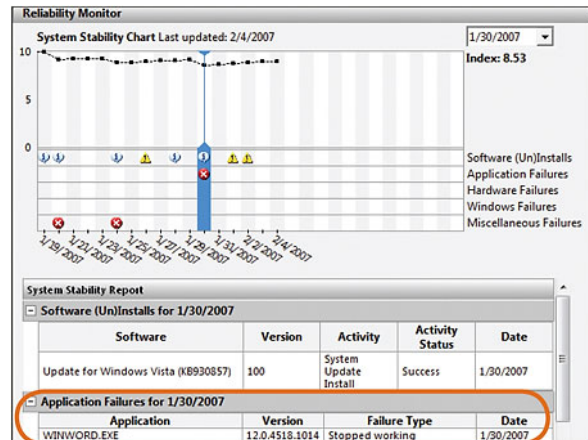 Reliability Monitor
System Stability Chart Last updated: 2/4/2007
1/30/2007
Index: 8.53
10
5
0
Software (Un)Installs
Application Failures
Hardware Failures
Windows Failures
Miscellaneous Failures
1/19/2007
1/21/2007
1/23/2007
1/25/2007
1/27/2007
1/29/2007
1/31/2007
2/2/2007
2/4/2007
System Stability Report
Software (Un)Installs for 1/30/2007
Software Version Activity Activity Status Date
Update for Windows Vista (KB930857) 100 System Update Install Success 1/30/2007
Application Failures for 1/30/2007
Application Version Failure Type Date
WINWORD.EXE 12.0.4518.1014 Stopped working 1/30/2007